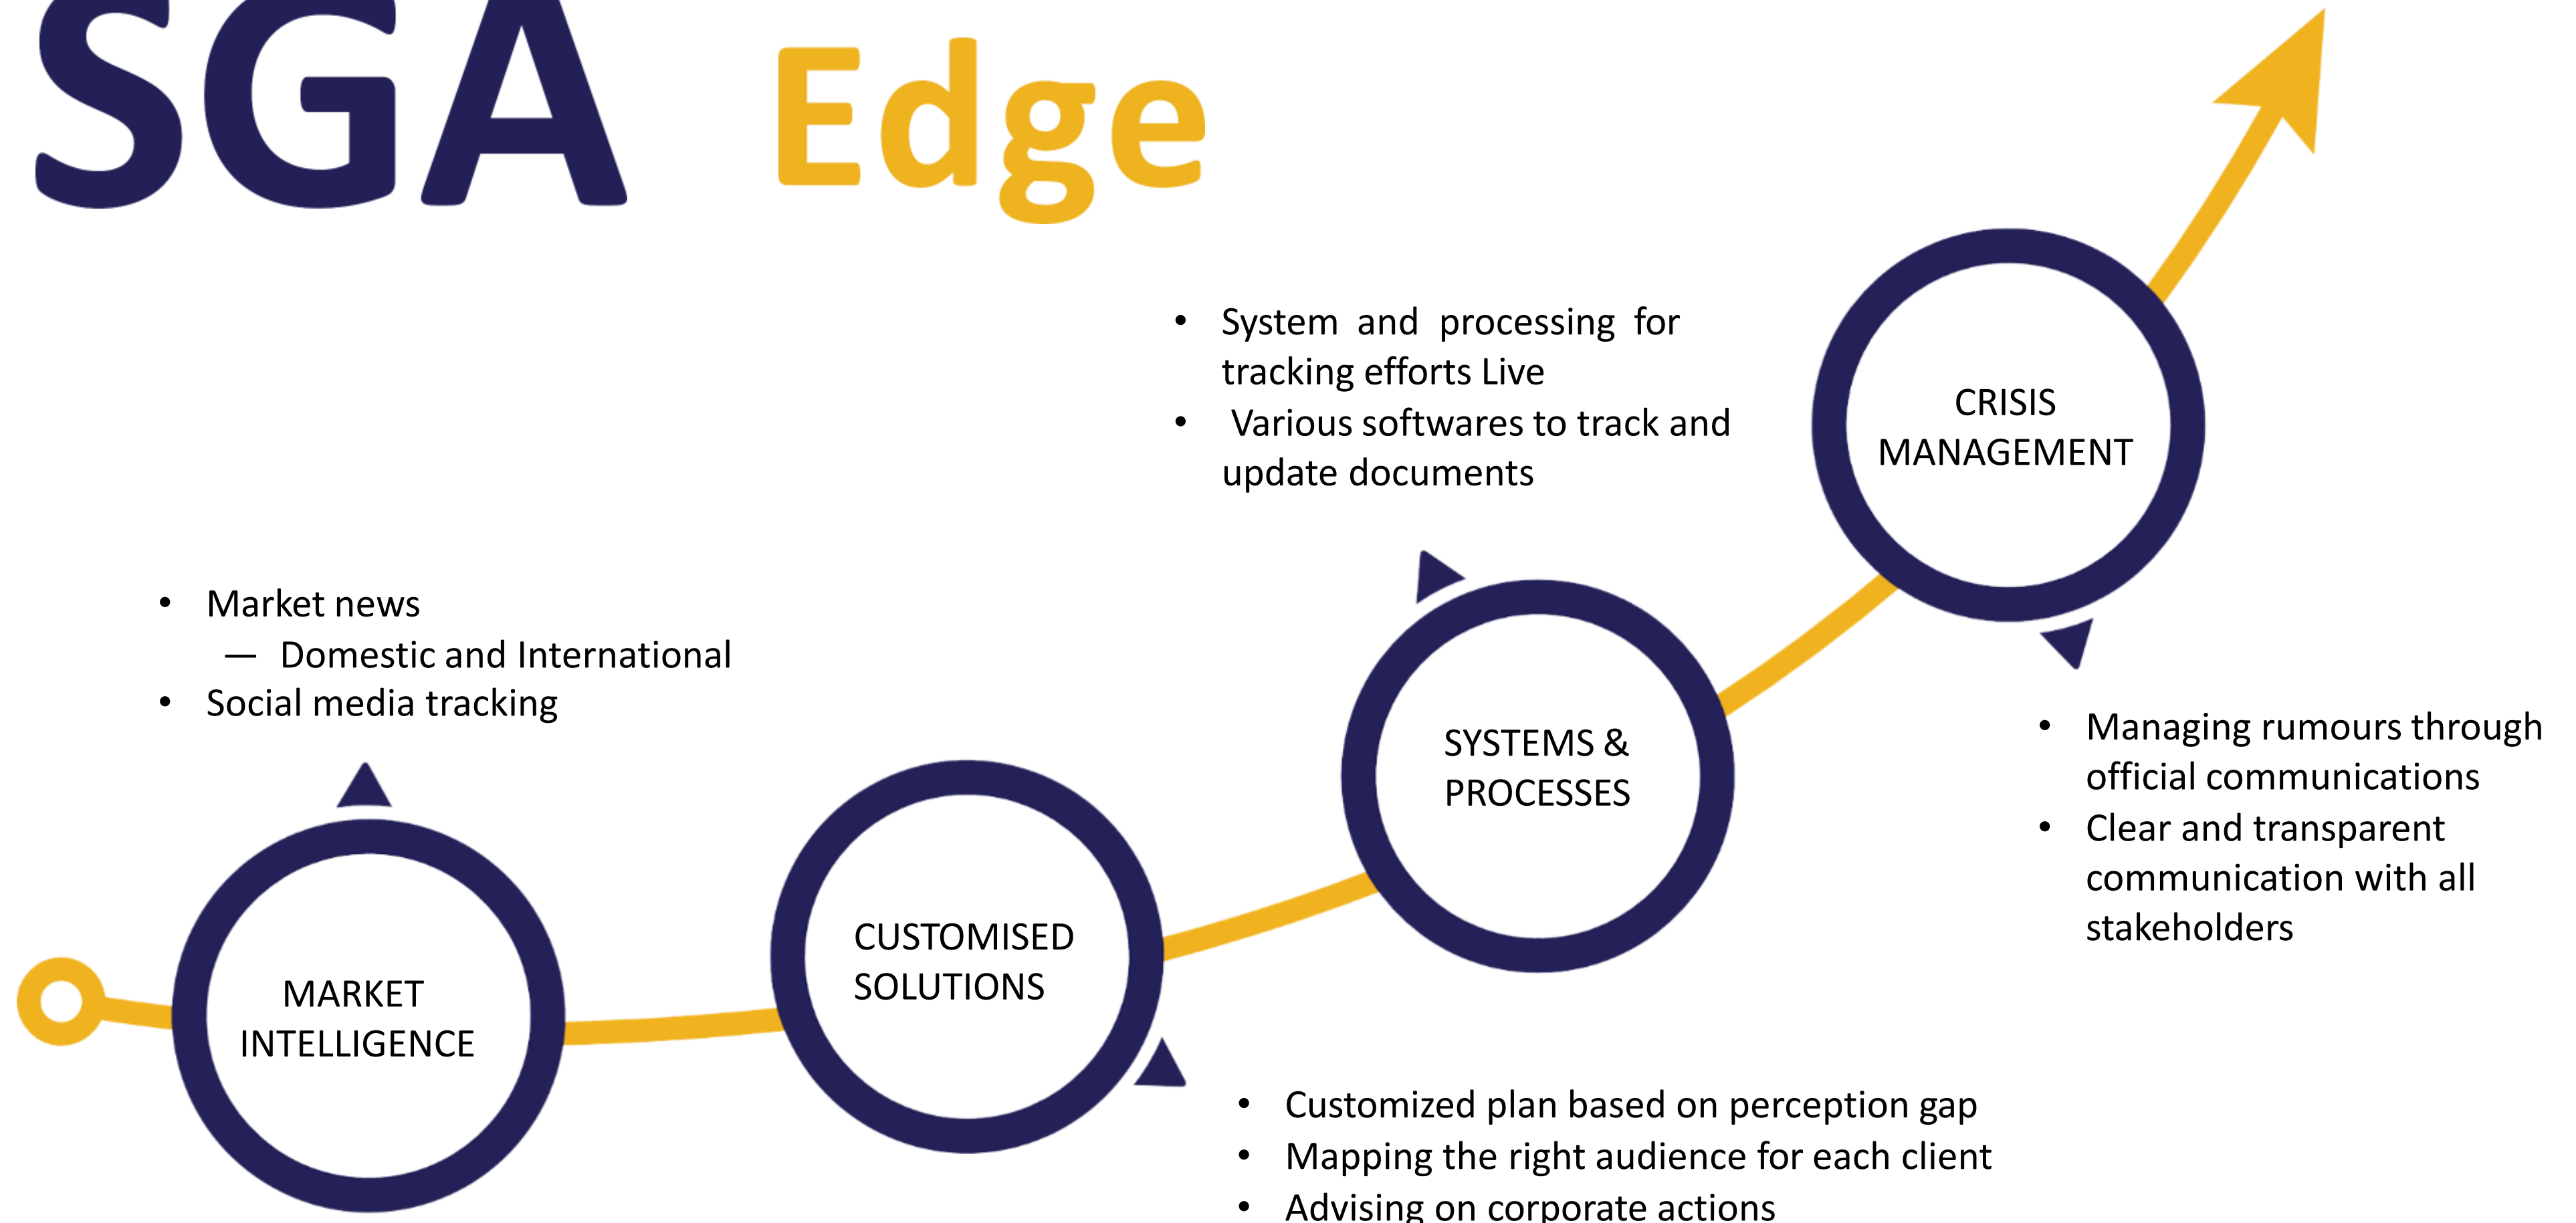 SGA Edge
• System and processing for
tracking efforts Live
• Various softwares to track and
update documents
CRISIS
MANAGEMENT
• Market news
— Domestic and International
• Social media tracking
SYSTEMS &
PROCESSES
• Managing rumours through
official communications
• Clear and transparent
communication with all
stakeholders
CUSTOMISED
SOLUTIONS
MARKET
INTELLIGENCE
• Customized plan based on perception gap
• Mapping the right audience for each client
• Advising on corporate actions